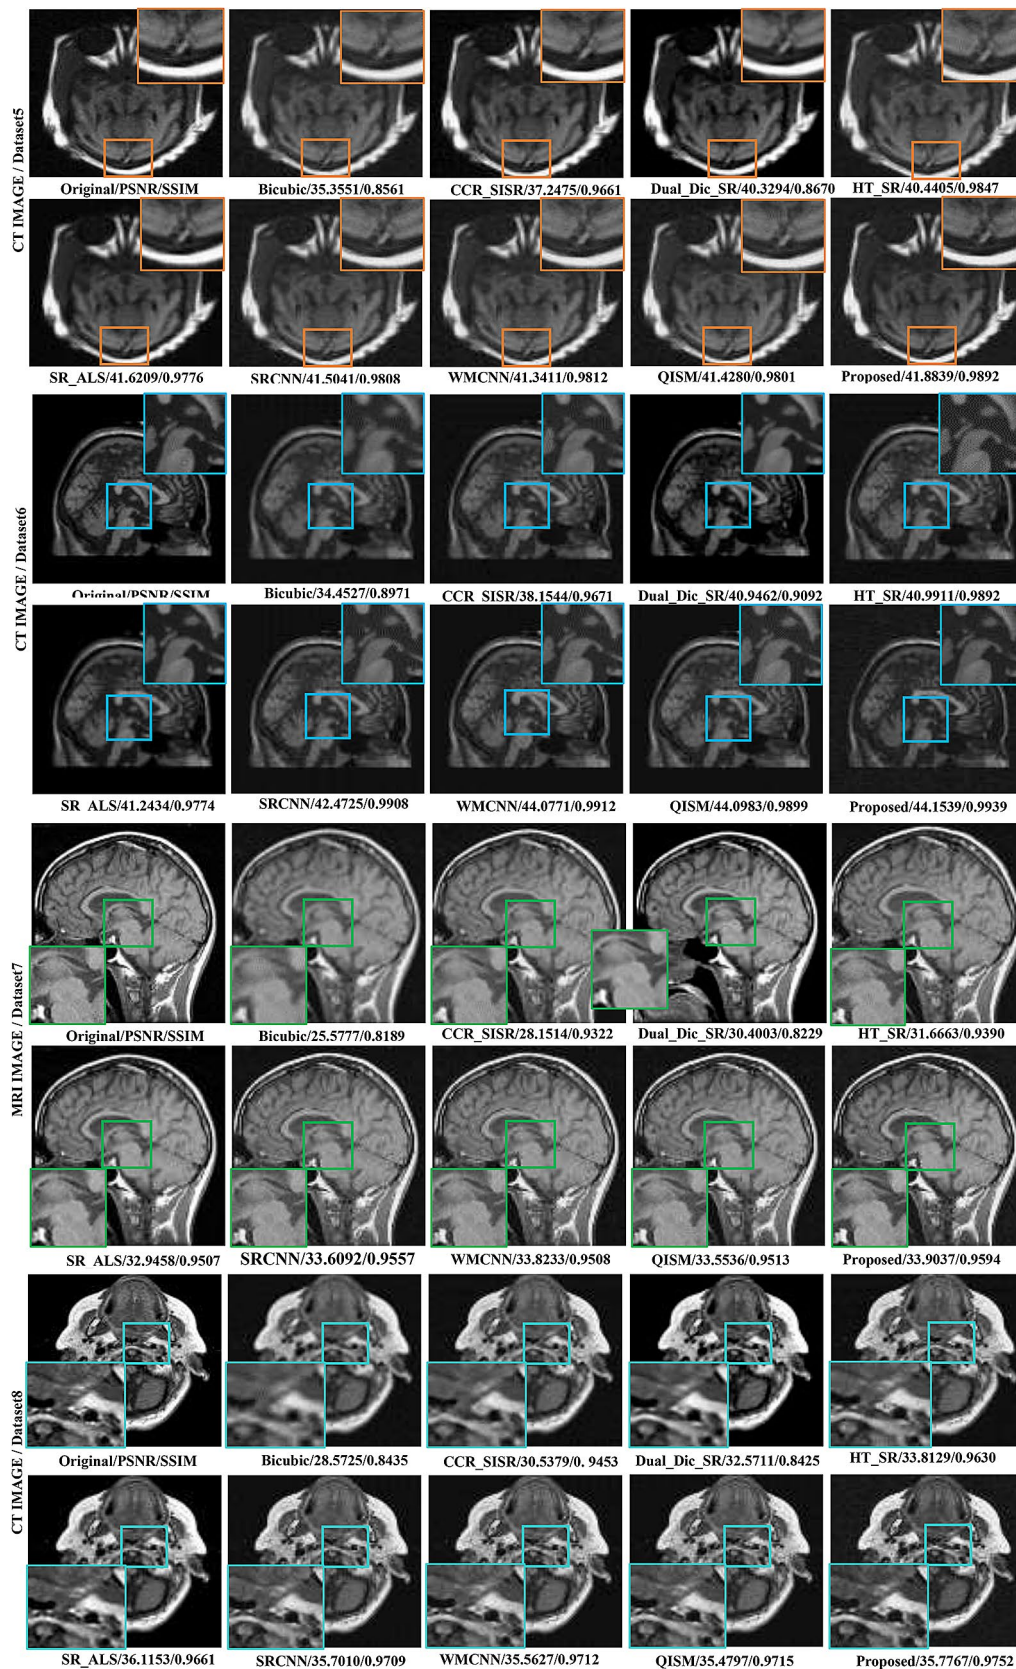 CT IMAGE / Dataset5
Original/PSNR/SSIM
Bicubic/35.3551/0.8561
CCR_SISR/37.2475/0.9661
Dual_Dic_SR/40.3294/0.8670
HT_SR/40.4405/0.9847
SR_ALS/41.6209/0.9776
SRCNN/41.5041/0.9808
WMCNN/41.3411/0.9812
QISM/41.4280/0.9801
Proposed/41.8839/0.9892
CT IMAGE / Dataset6
Original/PSNR/SSIM
Bicubic/34.4527/0.8971
CCR_SISR/38.1544/0.9671
Dual_Dic_SR/40.9462/0.9092
HT_SR/40.9911/0.9892
SR_ALS/41.2434/0.9774
SRCNN/42.4725/0.9908
WMCNN/44.0771/0.9912
QISM/44.0983/0.9899
Proposed/44.1539/0.9939
MRI IMAGE / Dataset7
Original/PSNR/SSIM
Bicubic/25.5777/0.8189
CCR_SISR/28.1514/0.9322
Dual_Dic_SR/30.4003/0.8229
HT_SR/31.6663/0.9390
SR_ALS/32.9458/0.9507
SRCNN/33.6092/0.9557
WMCNN/33.8233/0.9508
QISM/33.5536/0.9513
Proposed/33.9037/0.9594
CT IMAGE / Dataset8
Original/PSNR/SSIM
Bicubic/28.5725/0.8435
CCR_SISR/30.5379/0. 9453
Dual_Dic_SR/32.5711/0.8425
HT_SR/33.8129/0.9630
SR_ALS/36.1153/0.9661
SRCNN/35.7010/0.9709
WMCNN/35.5627/0.9712
QISM/35.4797/0.9715
Proposed/35.7767/0.9752